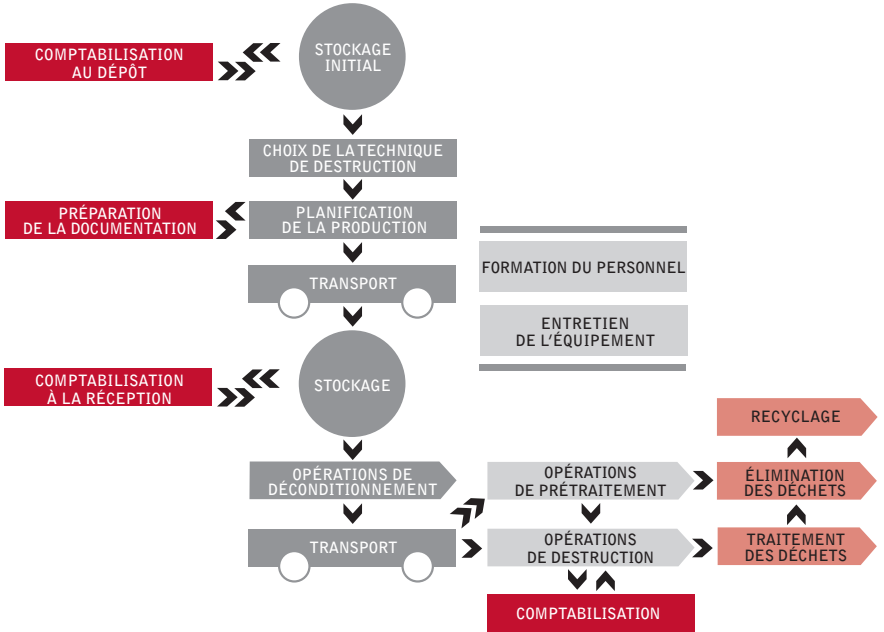 COMPTABILISATION
AU DÉPÔT
STOCKAGE
INITIAL
CHOIX DE LA TECHNIQUE
DE DESTRUCTION
PRÉPARATION
DE LA DOCUMENTATION
PLANIFICATION
DE LA PRODUCTION
FORMATION DU PERSONNEL
TRANSPORT
ENTRETIEN
DE L'ÉQUIPEMENT
COMPTABILISATION
À LA RÉCEPTION
STOCKAGE
RECYCLAGE
OPÉRATIONS DE
DÉCONDITIONNEMENT
OPÉRATIONS
DE PRÉTRAITEMENT
ÉLIMINATION
DES DÉCHETS
TRANSPORT
OPÉRATIONS
DE DESTRUCTION
TRAITEMENT
DES DÉCHETS
COMPTABILISATION